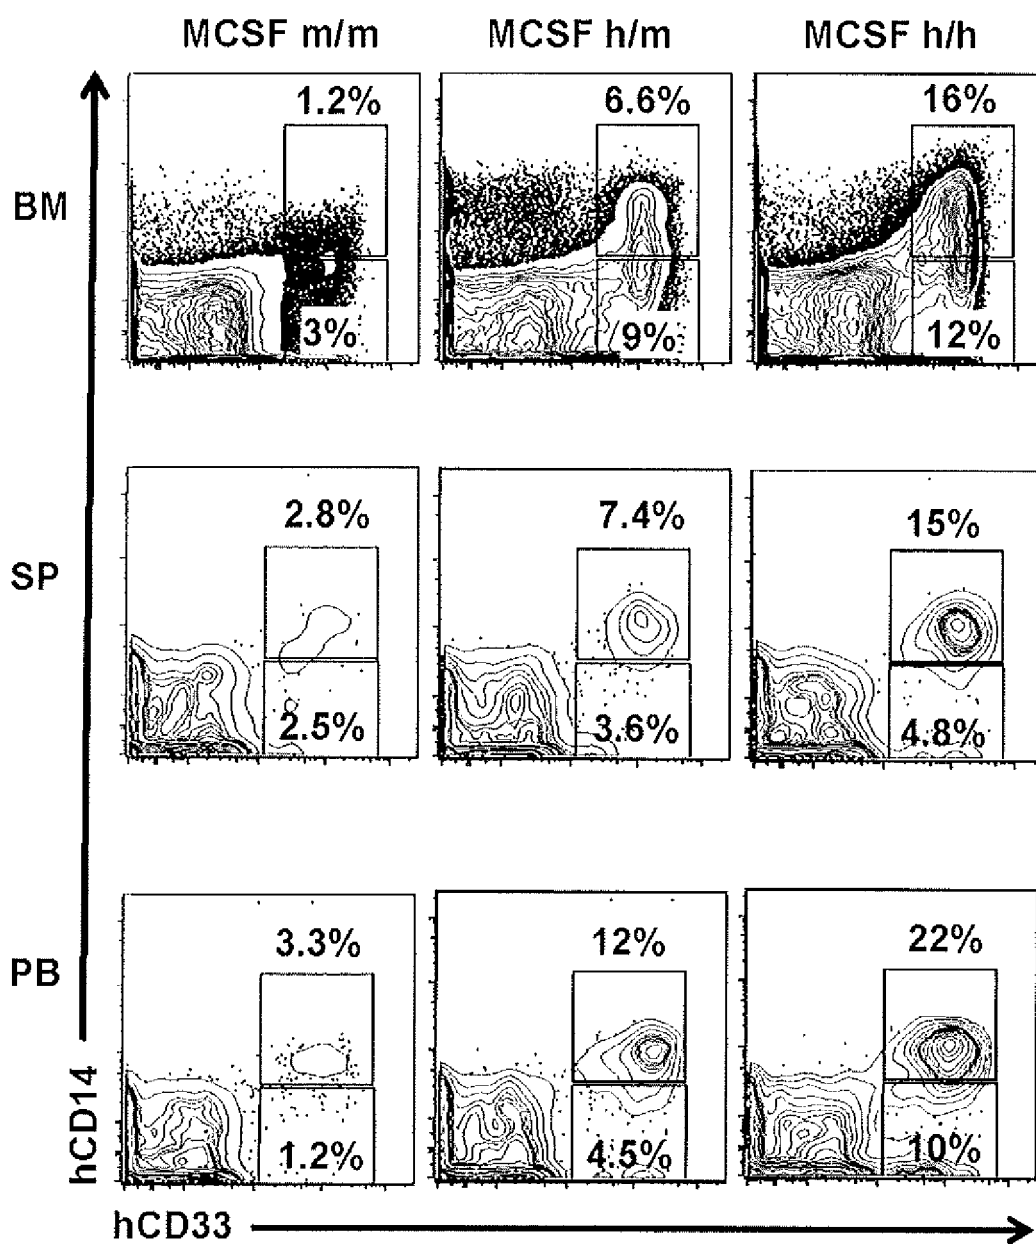 MCSF m/m MCSF h/m MCSF h/h
1.2% 6.6% 16%
BM
3% 9% 12%
2.8% 7.4% 15%
SP
2.5% 3.6% 4.8%
3.3% 12% 22%
PB
1.2% 4.5% 10%
hCD14
hCD33